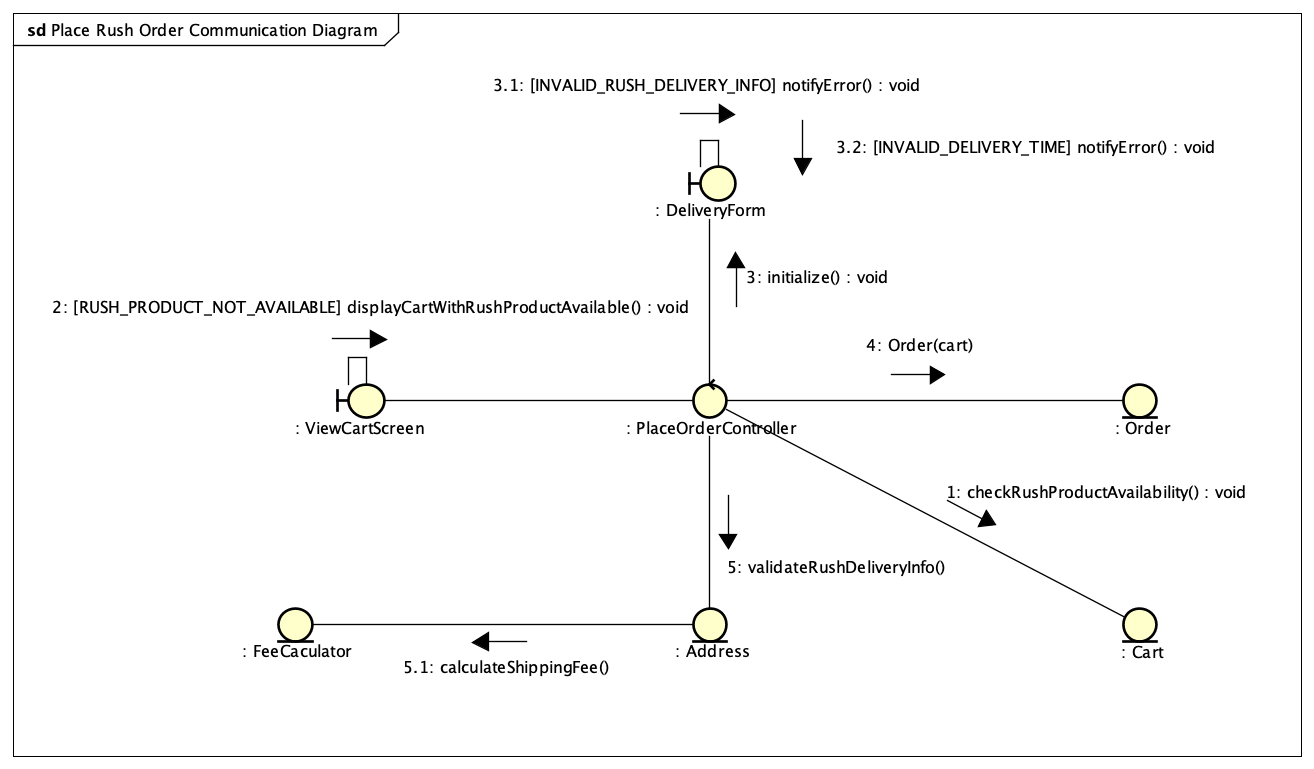 sd Place Rush Order Communication Diagram
3.1: [INVALID_RUSH_DELIVERY_INFO] notifyError() : void
3.2: [INVALID_DELIVERY_TIME] notifyError() : void
: DeliveryForm
3: initialize() : void
2: [RUSH_PRODUCT_NOT_AVAILABLE] displayCartWithRushProductAvailable() : void
4: Order(cart)
: ViewCartScreen
: PlaceOrderController
: Order
1: checkRushProductAvailability() : void
5: validateRushDeliveryInfo()
: FeeCaculator
: Address
: Cart
5.1: calculateShippingFee()